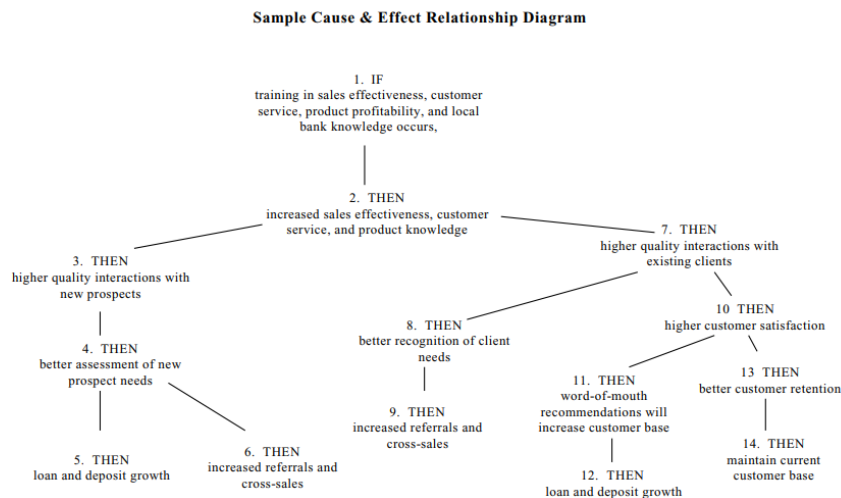 Sample Cause & Effect Relationship Diagram
1. IF
training in sales effectiveness, customer
service, product profitability, and local
bank knowledge occurs,
2. THEN
increased sales effectiveness, customer
service, and product knowledge
3. THEN
higher quality interactions with
new prospects
4. THEN
better assessment of new
prospect needs
5. THEN
loan and deposit growth
6. THEN
increased referrals and
cross-sales
7. THEN
higher quality interactions with
existing clients
8. THEN
better recognition of client
needs
9. THEN
increased referrals and
cross-sales
10 THEN
higher customer satisfaction
11. THEN
word-of-mouth
recommendations will
increase customer base
12. THEN
loan and deposit growth
13 THEN
better customer retention
14. THEN
maintain current
customer base